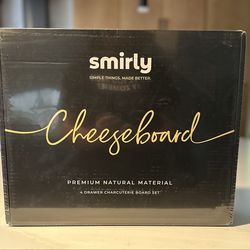 smirly
SIMPLE THINGS, MADE BETTER.
Cheeseboard
PREMIUM NATURAL MATERIAL
4 DRAWER CHARCUTERIE BOARD SET